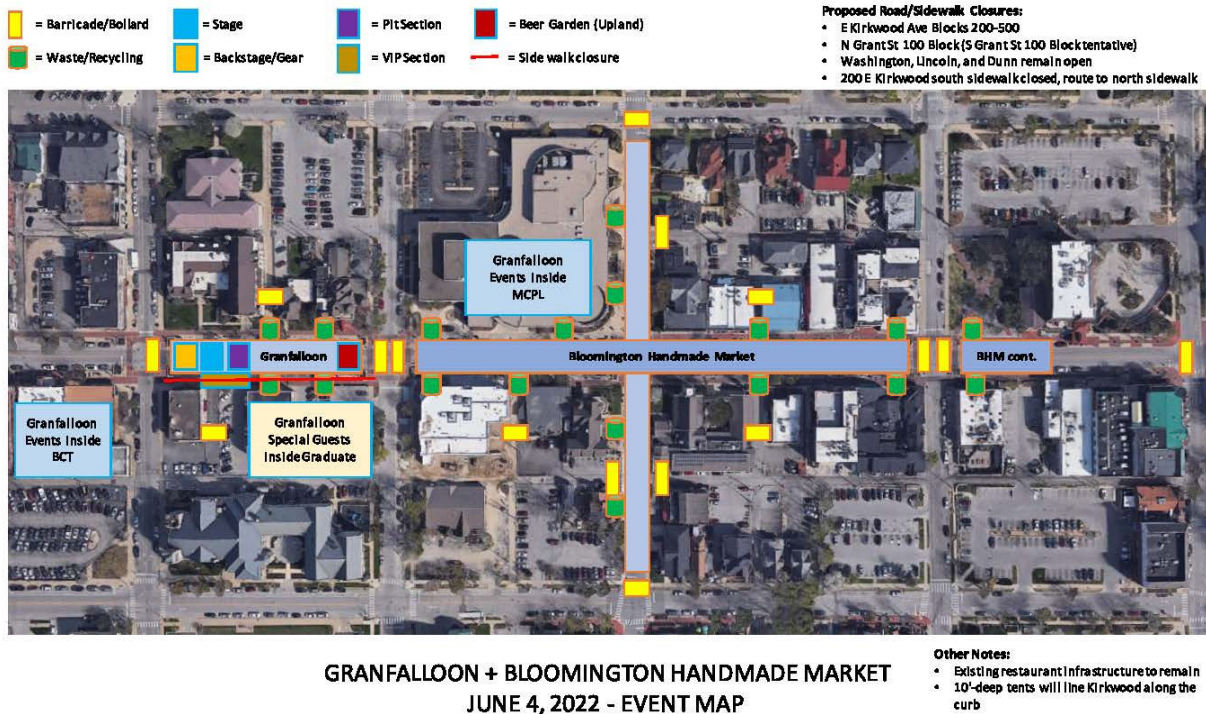 = Barricade/Bollard
= Stage
= Pit Section
= Beer Garden (Upland)
= Waste/Recycling
= Backstage/Gear
= VIP Section
= Side walk closure
Proposed Road/Sidewalk Closures:
• E Kirkwood Ave Blocks 200-500
• N Grant St 100 Block (S Grant St 100 Block tentative)
• Washington, Lincoln, and Dunn remain open
• 200 E Kirkwood south sidewalk closed, route to north sidewalk
Granfalloon
Events Inside
MCPL
Granfalloon
Bloomington Handmade Market
BHM cont.
Granfalloon
Events Inside
BCT
Granfalloon
Special Guests
Inside Graduate
GRANFALLOON + BLOOMINGTON HANDMADE MARKET
JUNE 4, 2022 - EVENT MAP
Other Notes:
• Existing restaurant infrastructure to remain
• 10'-deep tents will line Kirkwood along the
curb